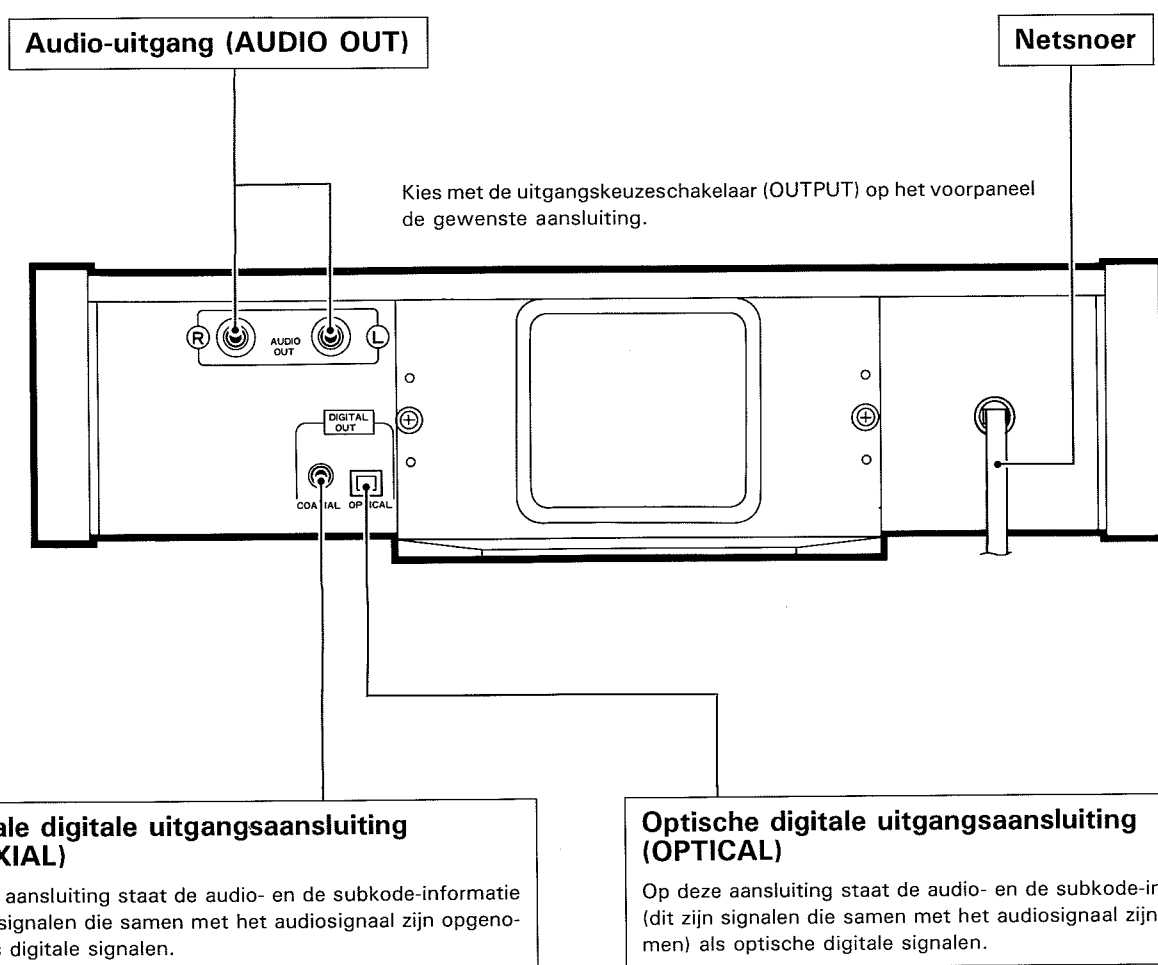 Audio-uitgang (AUDIO OUT)
Netsnoer
Kies met de uitgangskeuzeschakelaar (OUTPUT) op het voorpaneel
de gewenste aansluiting.
R AUDIO OUT L
DIGITAL
OUT
COAXIAL OPTICAL
ale digitale uitgangsaansluiting
XIAL)
aansluiting staat de audio- en de subkode-informatie
signalen die samen met het audiosignaal zijn opgeno-
s digitale signalen.
Optische digitale uitgangsaansluiting
(OPTICAL)
Op deze aansluiting staat de audio- en de subkode-in
(dit zijn signalen die samen met het audiosignaal zijn
men) als optische digitale signalen.